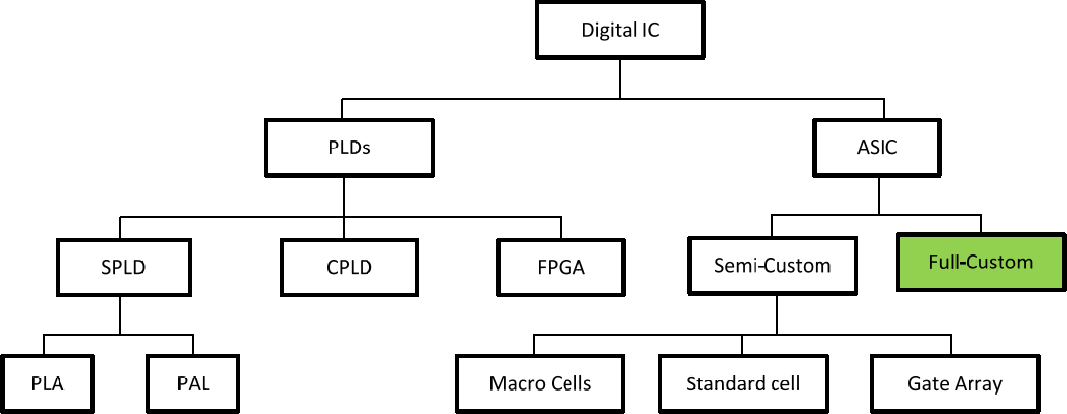 Digital IC
PLDs
ASIC
SPLD
CPLD
FPGA
Semi-Custom
Full-Custom
PLA
PAL
Macro Cells
Standard cell
Gate Array